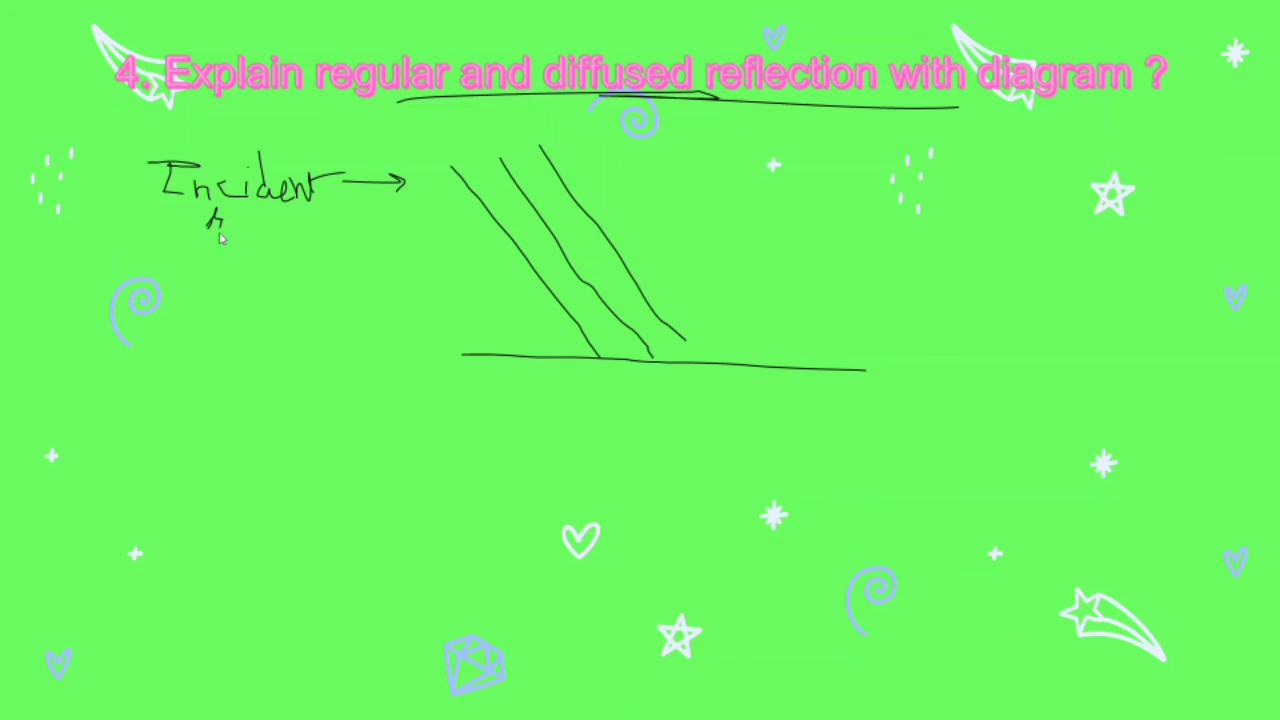 4. Explain regular and diffused reflection with diagram ?
Incident